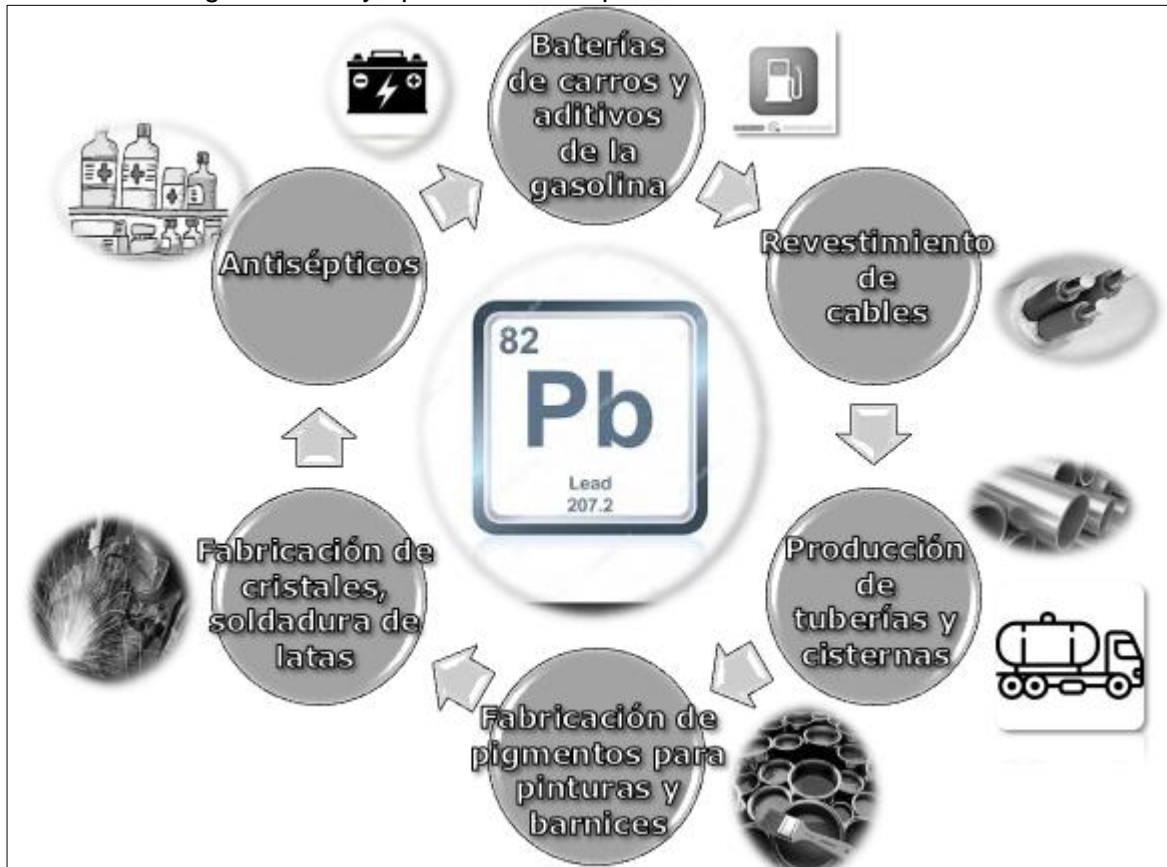 Baterías
de carros y
aditivos
de la
gasolina
Revestimiento
de
cables
Producción
de
tuberías y
cisternas
Fabricación de
pigmentos para
pinturas y
barnices
Fabricación de
cristales,
soldadura de
latas
Antisépticos
82
Pb
Lead
207.2